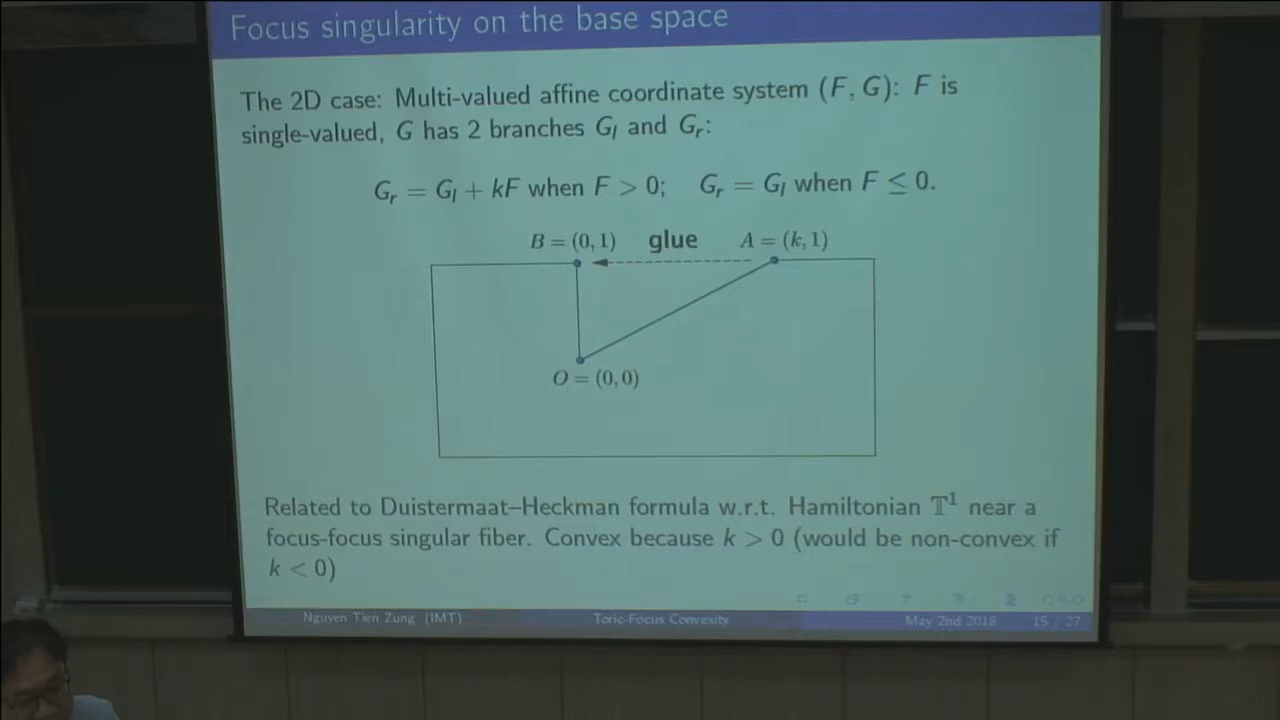 Focus singularity on the base space
The 2D case: Multi-valued affine coordinate system (F, G): F is
single-valued, G has 2 branches G_l and G_r:
G_r = G_l + kF when F > 0; G_r = G_l when F ≤ 0.
B = (0, 1) glue A = (k, 1)
O = (0, 0)
Related to Duistermaat–Heckman formula w.r.t. Hamiltonian 𝕋¹ near a
focus-focus singular fiber. Convex because k > 0 (would be non-convex if
k < 0)
Nguyen Tien Zung (IMT) Toric-Focus Convexity May 2nd 2018 15 / 27